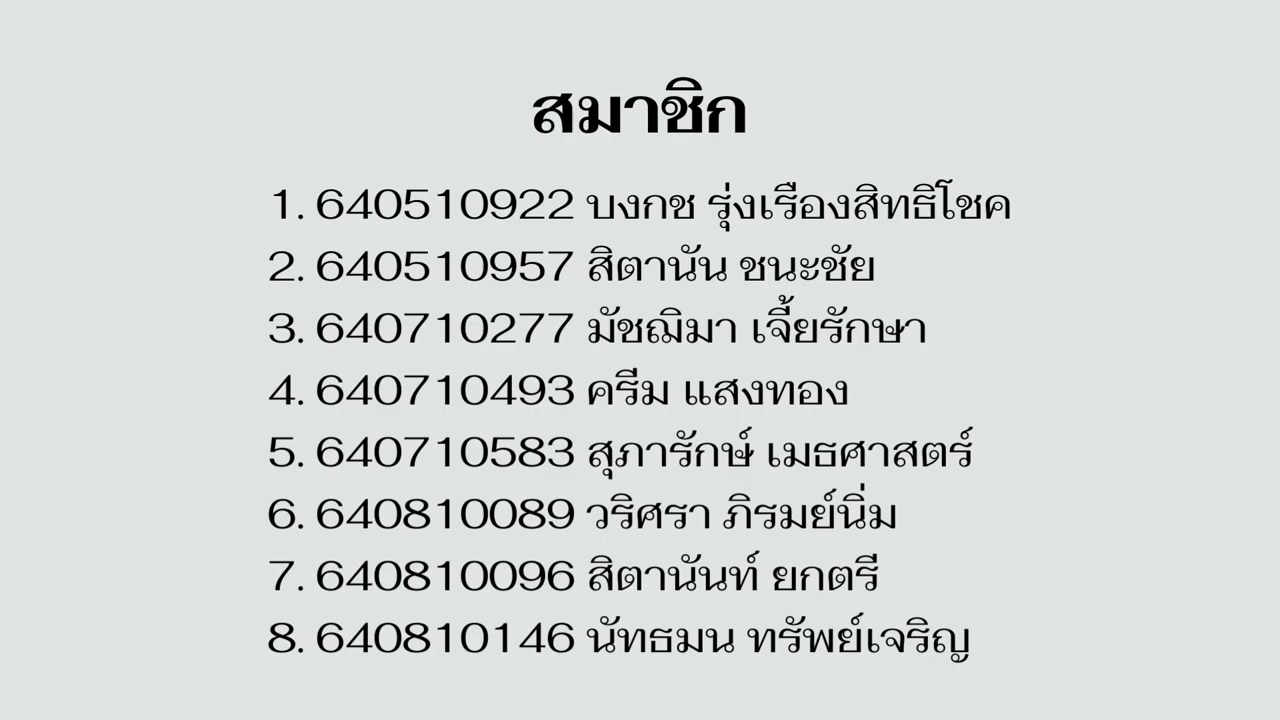 สมาชิก
1. 640510922 บงกช รุ่งเรืองสิทธิโชค
2. 640510957 สิตานัน ชนะชัย
3. 640710277 มัชฌิมา เจี้ยรักษา
4. 640710493 ครีม แสงทอง
5. 640710583 สุภารักษ์ เมธศาสตร์
6. 640810089 วริศรา ภิรมย์นิ่ม
7. 640810096 สิตานันท์ ยกตรี
8. 640810146 นัทธมน ทรัพย์เจริญ